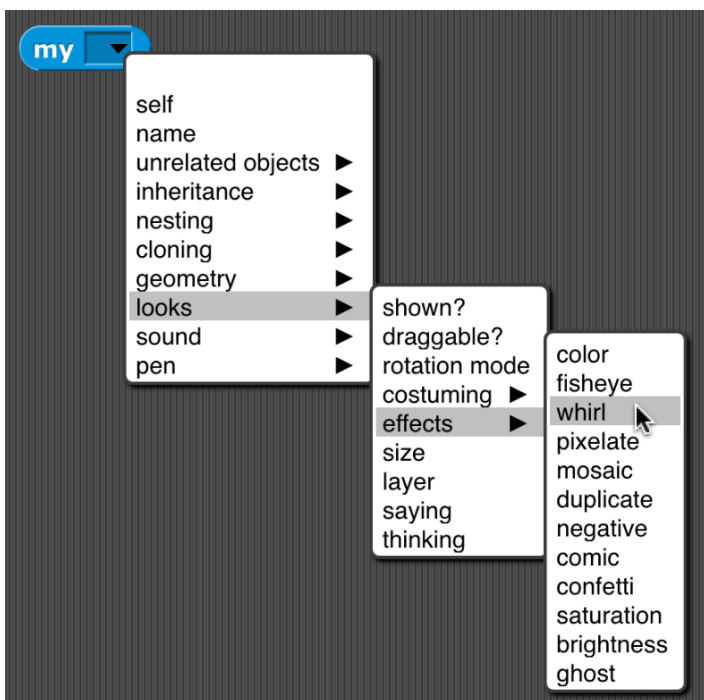 my
self
name
unrelated objects
inheritance
nesting
cloning
geometry
looks
sound
pen
shown?
draggable?
rotation mode
costuming
effects
size
layer
saying
thinking
color
fisheye
whirl
pixelate
mosaic
duplicate
negative
comic
confetti
saturation
brightness
ghost